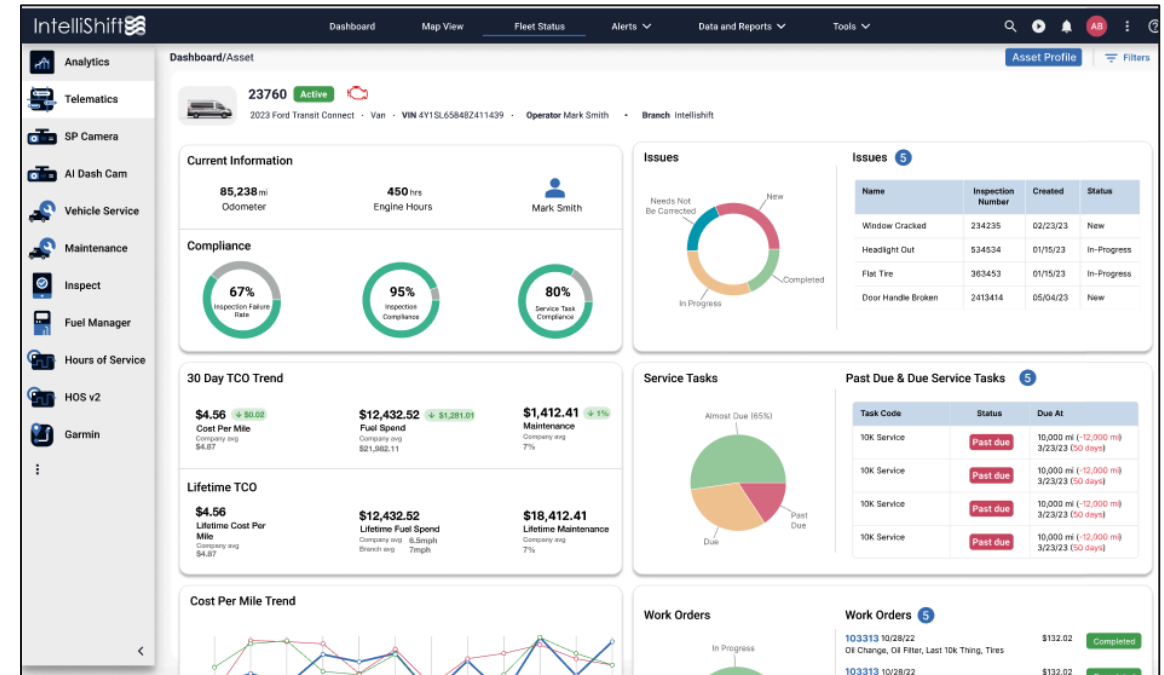 IntelliShift
Dashboard
Map View
Fleet Status
Alerts
Data and Reports
Tools
AB
Analytics
Telematics
SP Camera
AI Dash Cam
Vehicle Service
Maintenance
Inspect
Fuel Manager
Hours of Service
HOS v2
Garmin
Dashboard/Asset
Asset Profile
Filters
23760 Active
2023 Ford Transit Connect · Van · VIN 4Y1SL65848Z411439 · Operator Mark Smith · Branch Intellishift
Current Information
85,238 mi
Odometer
450 hrs
Engine Hours
Mark Smith
Compliance
67%
Inspection Failure
Rate
95%
Inspection
Compliance
80%
Service Task
Compliance
Issues
Needs Not
Be Corrected
New
Completed
In Progress
Issues 5
Name Inspection Number Created Status
Window Cracked 234235 02/23/23 New
Headlight Out 534534 01/15/23 In-Progress
Flat Tire 363453 01/15/23 In-Progress
Door Handle Broken 2413414 05/04/23 New
30 Day TCO Trend
$4.56 $0.02
Cost Per Mile
Company avg
$4.87
$12,432.52 $1,281.01
Fuel Spend
Company avg
$21,982.11
$1,412.41 1%
Maintenance
Company avg
7%
Lifetime TCO
$4.56
Lifetime Cost Per
Mile
Company avg
$4.87
$12,432.52
Lifetime Fuel Spend
Company avg 6.5mph
Branch avg 7mph
$18,412.41
Lifetime Maintenance
Company avg
7%
Service Tasks
Almost Due (65%)
Past
Due
Due
Past Due & Due Service Tasks 5
Task Code Status Due At
10K Service Past due 10,000 mi (-12,000 mi)
3/23/23 (50 days)
10K Service Past due 10,000 mi (-12,000 mi)
3/23/23 (50 days)
10K Service Past due 10,000 mi (-12,000 mi)
3/23/23 (50 days)
10K Service Past due 10,000 mi (-12,000 mi)
3/23/23 (50 days)
Cost Per Mile Trend
Work Orders
In Progress
Work Orders 5
103313 10/28/22 $132.02 Completed
Oil Change, Oil Filter, Last 10k Thing, Tires
103313 10/28/22 $132.02